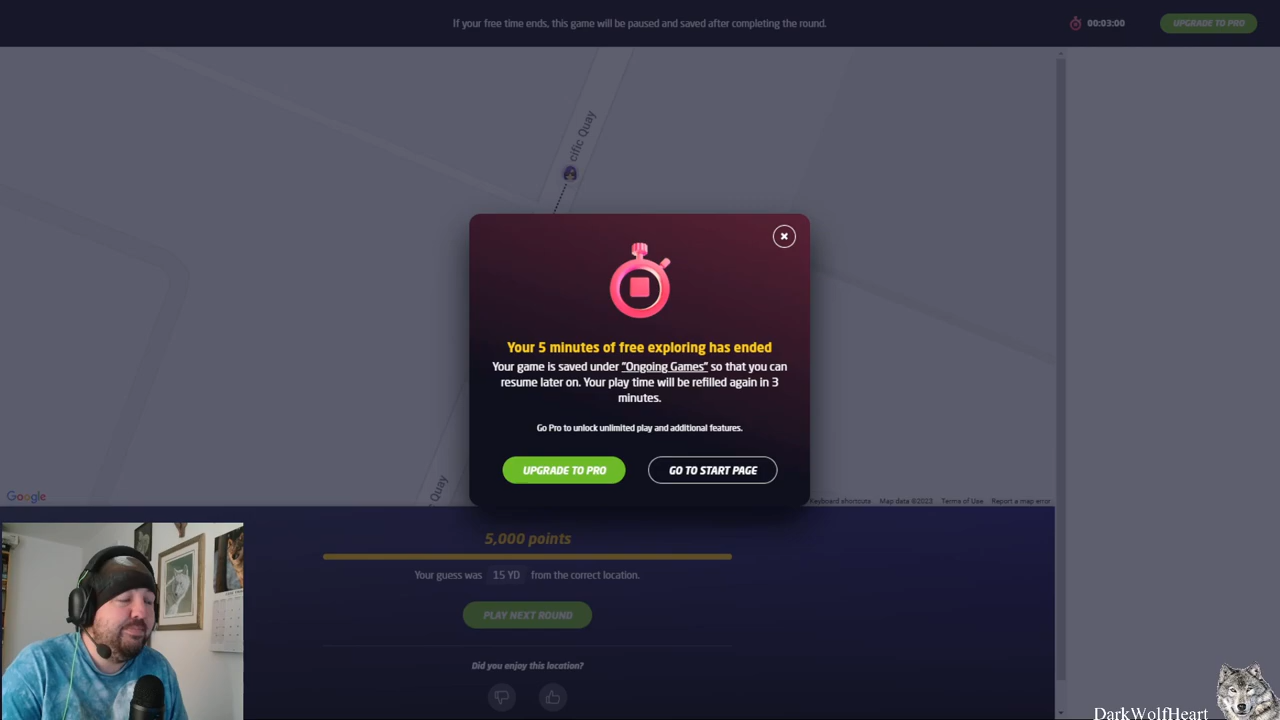 If your free time ends, this game will be paused and saved after completing the round.
00:03:00
UPGRADE TO PRO
cific Quay
Your 5 minutes of free exploring has ended
Your game is saved under "Ongoing Games" so that you can
resume later on. Your play time will be refilled again in 3
minutes.
Go Pro to unlock unlimited play and additional features.
UPGRADE TO PRO
GO TO START PAGE
Quay
Google
Keyboard shortcuts
Map data ©2023
Terms of Use
Report a map error
5,000 points
Your guess was 15 YD from the correct location.
PLAY NEXT ROUND
Did you enjoy this location?
DarkWolfHeart